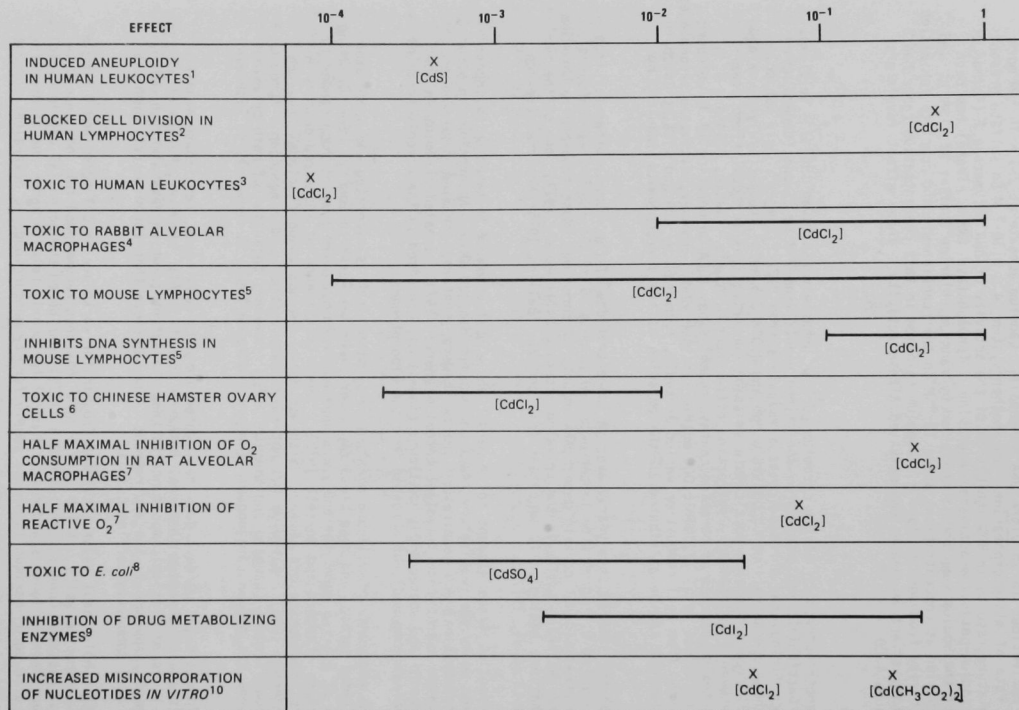 EFFECT
10⁻⁴ 10⁻³ 10⁻² 10⁻¹ 1
INDUCED ANEUPLOIDY
IN HUMAN LEUKOCYTES¹
X
[CdS]
BLOCKED CELL DIVISION IN
HUMAN LYMPHOCYTES²
X
[CdCl₂]
TOXIC TO HUMAN LEUKOCYTES³
X
[CdCl₂]
TOXIC TO RABBIT ALVEOLAR
MACROPHAGES⁴
[CdCl₂]
TOXIC TO MOUSE LYMPHOCYTES⁵
[CdCl₂]
INHIBITS DNA SYNTHESIS IN
MOUSE LYMPHOCYTES⁵
[CdCl₂]
TOXIC TO CHINESE HAMSTER OVARY
CELLS ⁶
[CdCl₂]
HALF MAXIMAL INHIBITION OF O₂
CONSUMPTION IN RAT ALVEOLAR
MACROPHAGES⁷
X
[CdCl₂]
HALF MAXIMAL INHIBITION OF
REACTIVE O₂⁷
X
[CdCl₂]
TOXIC TO E. coli⁸
[CdSO₄]
INHIBITION OF DRUG METABOLIZING
ENZYMES⁹
[CdI₂]
INCREASED MISINCORPORATION
OF NUCLEOTIDES IN VITRO¹⁰
X X
[CdCl₂] [Cd(CH₃CO₂)₂]